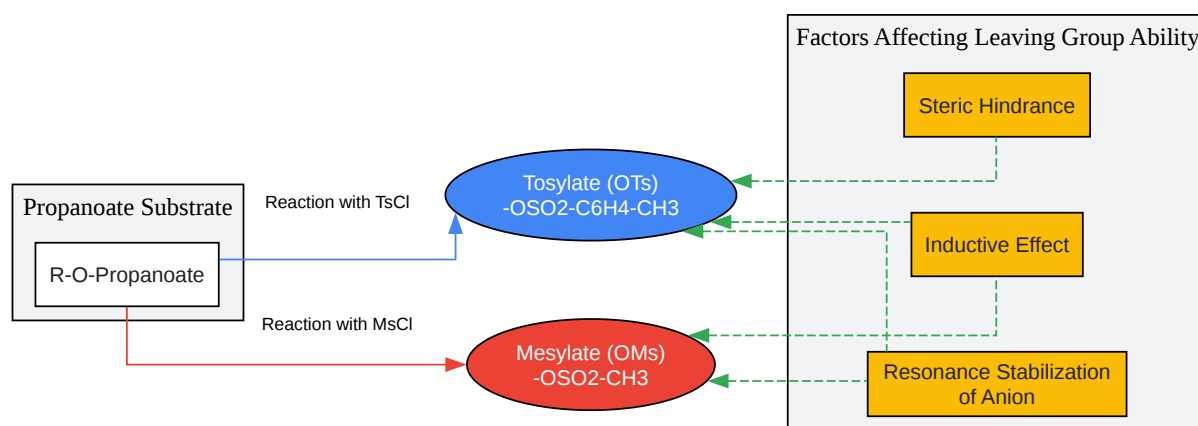 Factors Affecting Leaving Group Ability
Steric Hindrance
Tosylate (OTs)
-OSO2-C6H4-CH3
Reaction with TsCl
Propanoate Substrate
R-O-Propanoate
Inductive Effect
Reaction with MsCl
Mesylate (OMs)
-OSO2-CH3
Resonance Stabilization
of Anion